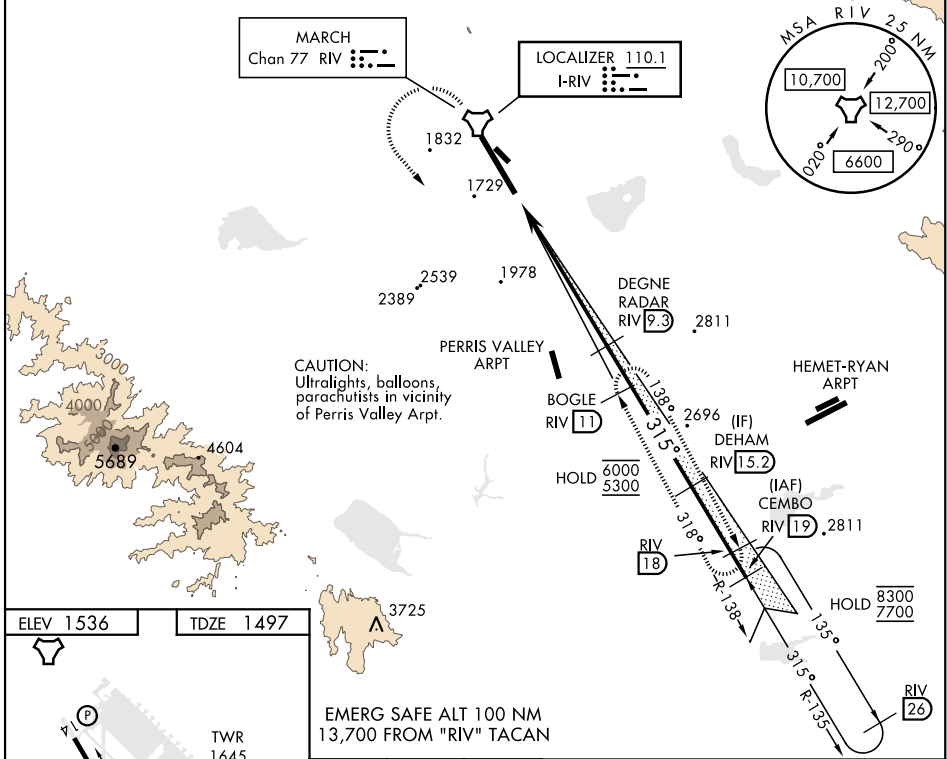 MARCH
Chan 77 RIV
LOCALIZER 110.1
I-RIV
MSA RIV 25 NM
200°
10,700
12,700
290°
020°
6600
1832
1729
2539
2389
1978
DEGNE
RADAR
RIV 9.3
2811
PERRIS VALLEY
ARPT
HEMET-RYAN
ARPT
CAUTION:
Ultralights, balloons,
parachutists in vicinity
of Perris Valley Arpt.
BOGLE
RIV 11
138°
2696
315°
(IF)
DEHAM
RIV 15.2
HOLD 6000
5300
(IAF)
CEMBO
RIV 19
2811
318°
RIV
18
R-138
HOLD 8300
7700
135°
315°
R-135
RIV
26
3000
4000
5000
5689
4604
3725
ELEV 1536
TDZE 1497
P
14
TWR
1645
EMERG SAFE ALT 100 NM
13,700 FROM "RIV" TACAN